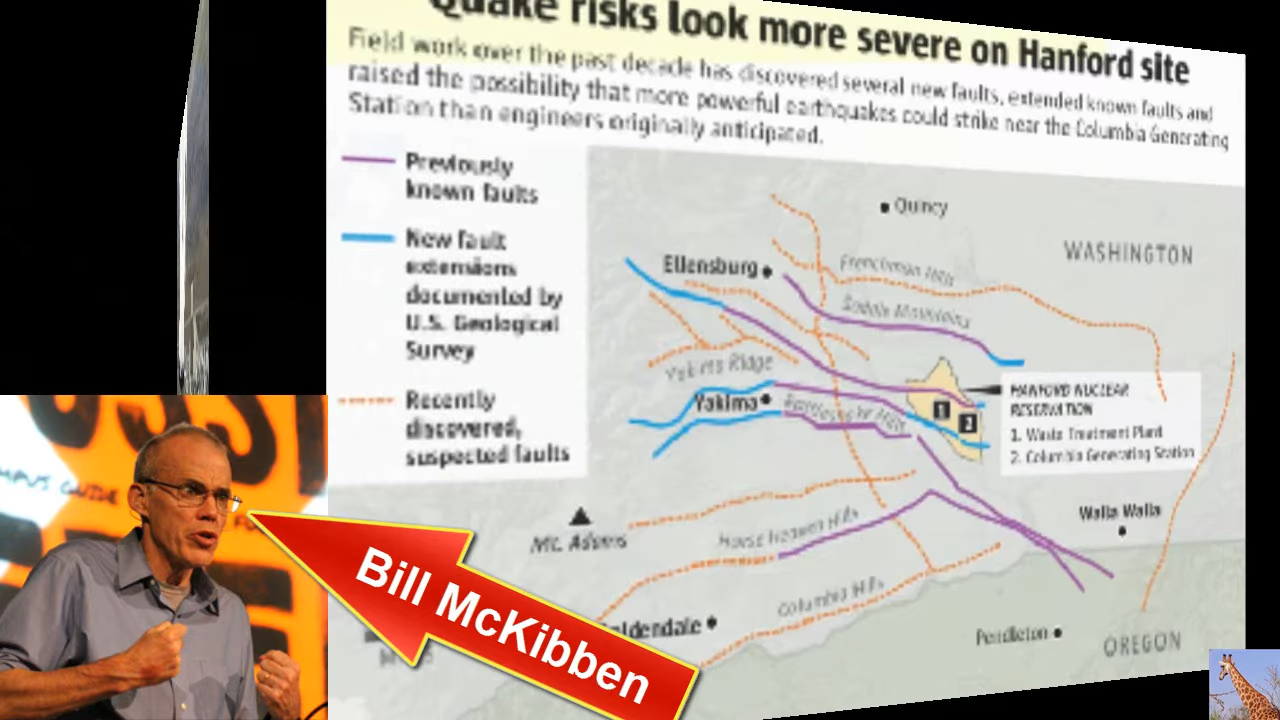 Quake risks look more severe on Hanford site
Field work over the past decade has discovered several new faults, extended known faults and
raised the possibility that more powerful earthquakes could strike near the Columbia Generating
Station than engineers originally anticipated.
Previously
known faults
New fault
extensions
documented by
U.S. Geological
Survey
Recently
discovered,
suspected faults
Quincy
WASHINGTON
Ellensburg
Frenchman Hills
Saddle Mountains
Yakima Ridge
Yakima
Rattlesnake Hills
HANFORD NUCLEAR
RESERVATION
1. Waste Treatment Plant
2. Columbia Generating Station
1
2
Walla Walla
Mt. Adams
Horse Heaven Hills
Columbia Hills
Pendleton
OREGON
CAMPUS GUIDE
Bill McKibben